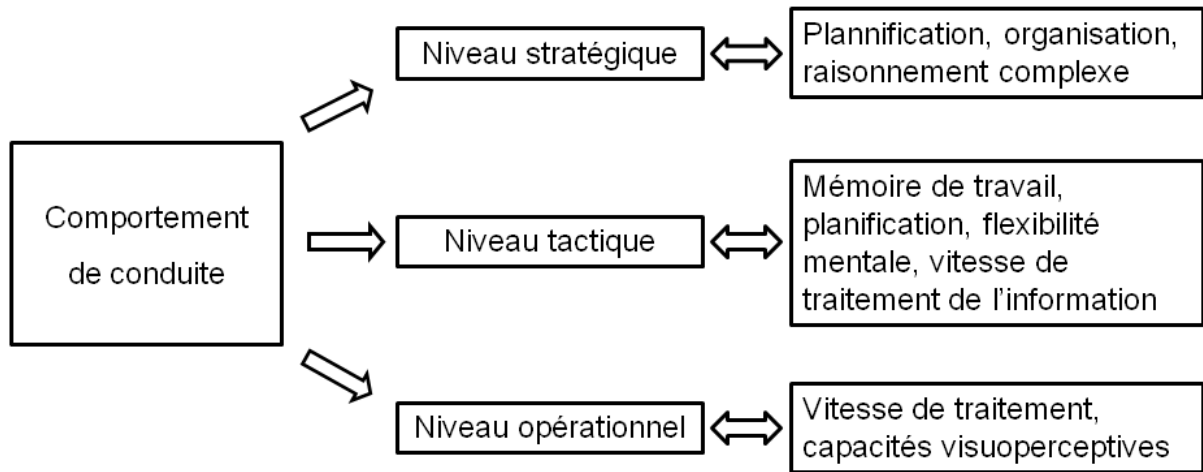 Comportement
de conduite
Niveau stratégique
Plannification, organisation,
raisonnement complexe
Niveau tactique
Mémoire de travail,
planification, flexibilité
mentale, vitesse de
traitement de l’information
Niveau opérationnel
Vitesse de traitement,
capacités visuoperceptives